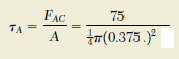 τ_A = F_AC / A = 75 / ¼π(0.375 .)²